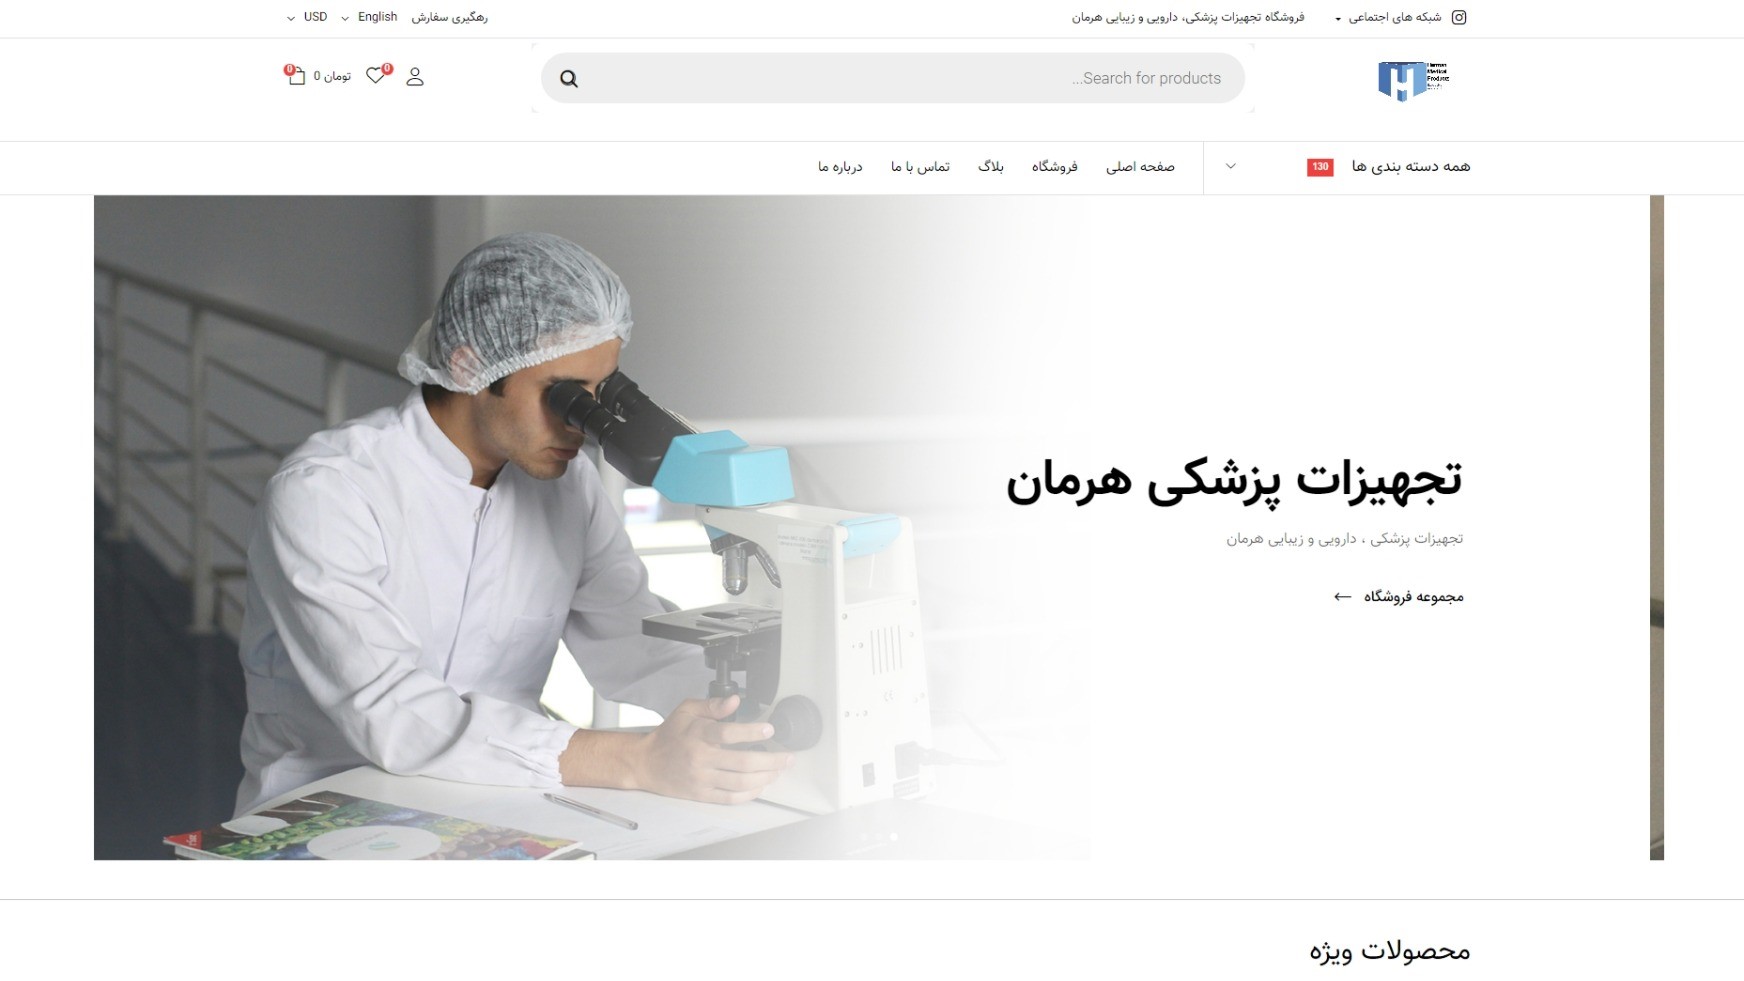 شبکه های اجتماعی
فروشگاه تجهیزات پزشکی، دارویی و زیبایی هرمان
رهگیری سفارش
English
USD
Search for products...
0
تومان 0
0
همه دسته بندی ها
130
صفحه اصلی
فروشگاه
بلاگ
تماس با ما
درباره ما
تجهیزات پزشکی هرمان
تجهیزات پزشکی ، دارویی و زیبایی هرمان
مجموعه فروشگاه
محصولات ویژه